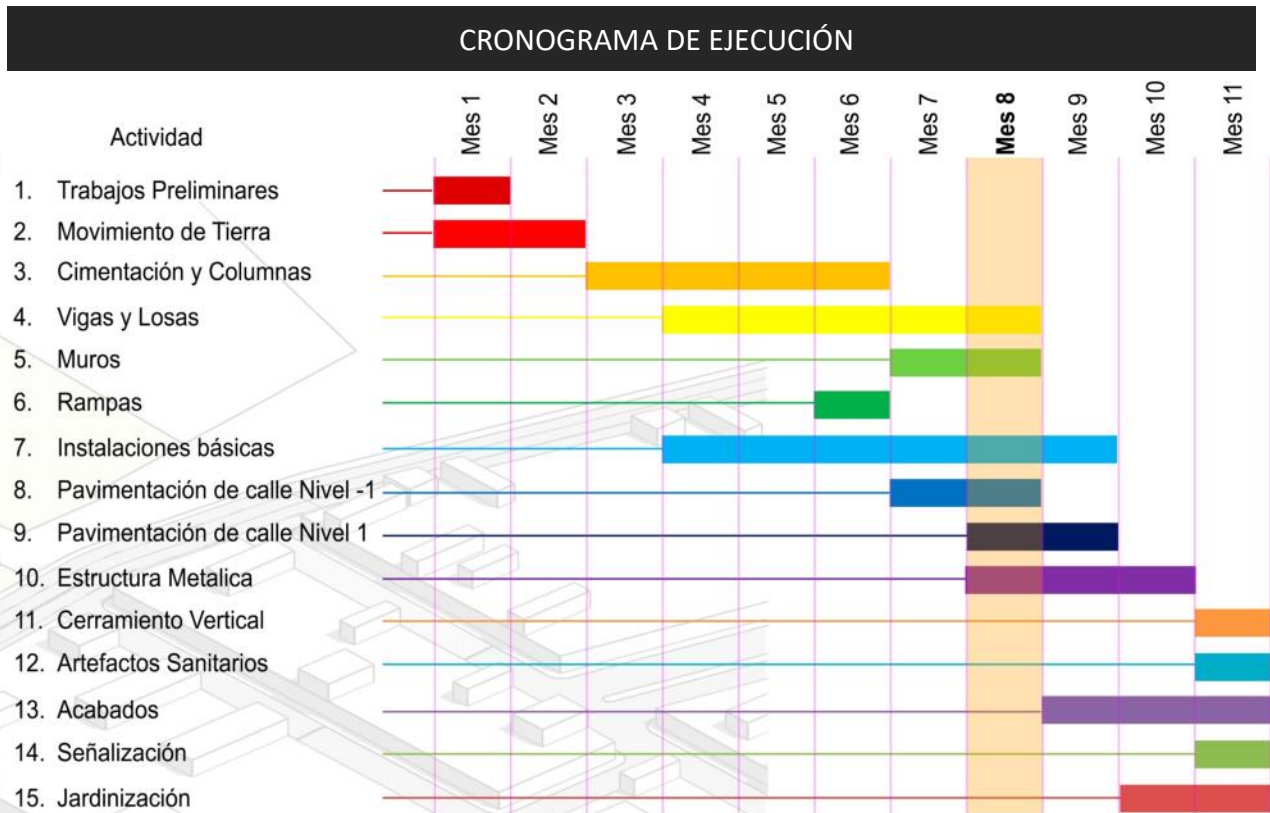 CRONOGRAMA DE EJECUCIÓN
Actividad
Mes 1
Mes 2
Mes 3
Mes 4
Mes 5
Mes 6
Mes 7
Mes 8
Mes 9
Mes 10
Mes 11
1. Trabajos Preliminares
2. Movimiento de Tierra
3. Cimentación y Columnas
4. Vigas y Losas
5. Muros
6. Rampas
7. Instalaciones básicas
8. Pavimentación de calle Nivel -1
9. Pavimentación de calle Nivel 1
10. Estructura Metalica
11. Cerramiento Vertical
12. Artefactos Sanitarios
13. Acabados
14. Señalización
15. Jardinización